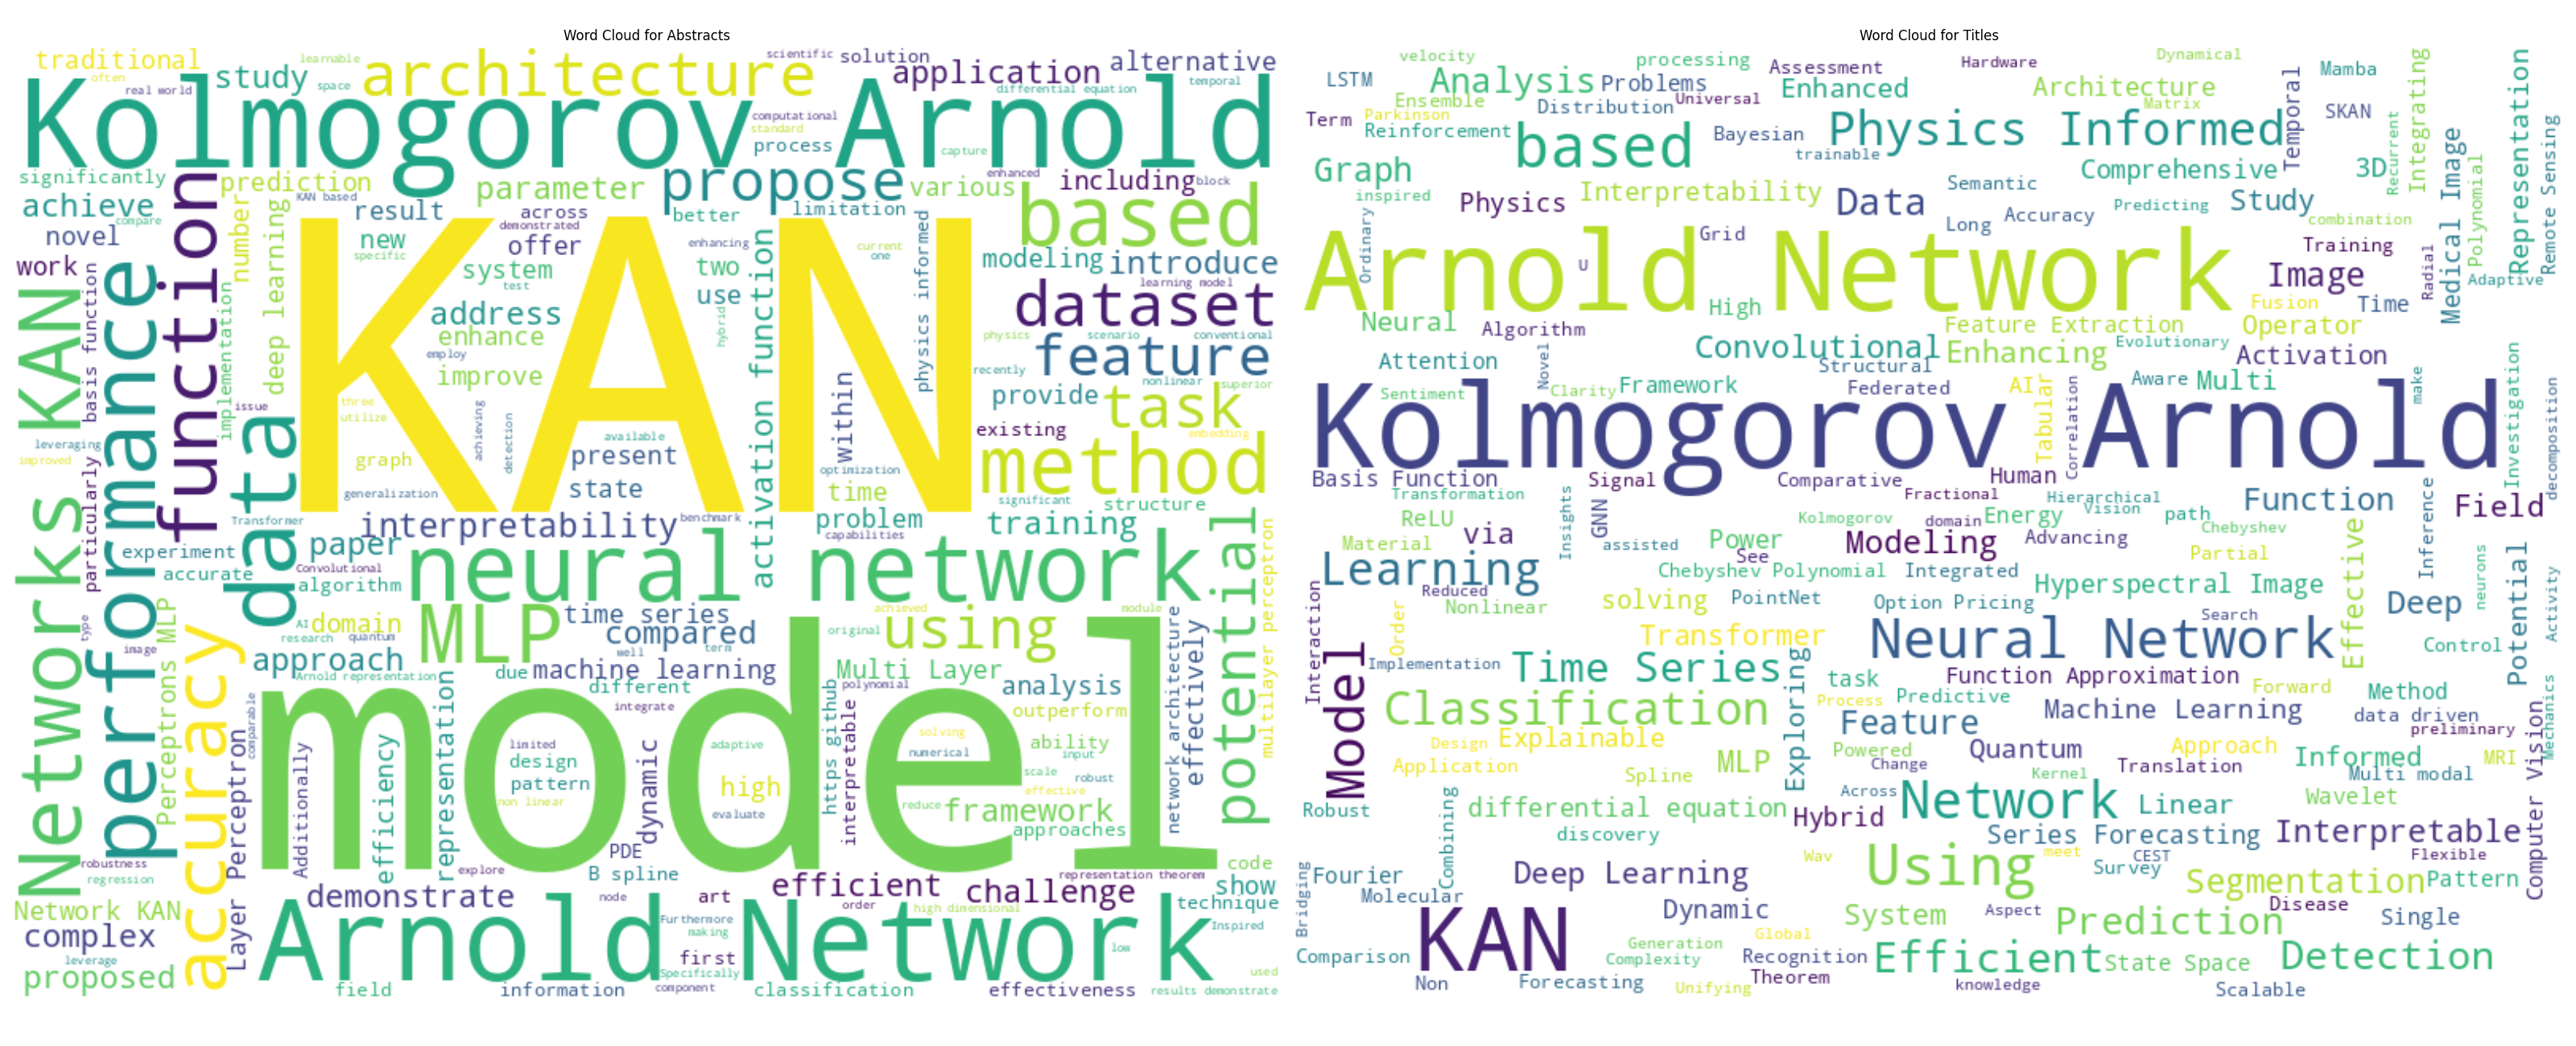 Word Cloud for Abstracts
traditional
often
learnable
scientific
solution
alternative
real world
study
space
architecture
application
differential equation
temporal
Kolmogorov Arnold
computational
standard
process
capture
significantly
prediction
parameter
propose
various
enhanced
including
block
achieve
compare
function
number
KAN based
result
across
demonstrated
better
limitation
based
novel
new
specific
offer
enhancing
current
one
physics informed
work
deep learning
system
test
two
activation function
modeling
introduce
KAN
basis function
performance
implementation
use
learning model
dataset
address
enhance
hybrid
employ
improve
physics
scenario
conventional
feature
recently
nonlinear
superior
issue
three
utilize
achieving
detection
within
provide
task
Networks KAN
leveraging
improved
particularly
data
graph
available
present
optimization
existing
embedding
method
generalization
state
time
significant
structure
Transformer
interpretability
benchmark
problem
capabilities
training
potential
multilayer perceptron
experiment
accurate
paper
Convolutional
algorithm
neural network
type
image
Perceptrons MLP
accuracy
AI
domain
research
quantum
MLP
time series
compared
well
term
achieved
original
using
module
network architecture
effectively
approach
Arnold representation
due
machine learning
different
integrate
Multi Layer
polynomial
analysis
outperform
comparable
Layer Perceptron
Additionally
efficiency
representation
model
limited
design
pattern
non linear
dynamic
adaptive
high
evaluate
https github
interpretable
solving
numerical
ability
input
scale
robust
effective
reduce
framework
approaches
robustness
regression
explore
PDE
B spline
code
representation theorem
show
technique
Network KAN
complex
leverage
proposed
demonstrate
node
art
efficient
challenge
order
high dimensional
Arnold Network
Furthermore
making
first
Specifically
component
low
Inspired
used
field
information
classification
effectiveness
results demonstrate
Word Cloud for Titles
velocity
processing
Assessment
Hardware
Dynamical
LSTM
Analysis
Problems
Enhanced
Architecture
Temporal
Mamba
Integrating
Representation
Ensemble
Distribution
Universal
Matrix
SKAN
Term
Parkinson
Reinforcement
based
Bayesian
Physics Informed
trainable
Recurrent
Medical Image
Polynomial
Remote Sensing
Graph
Comprehensive
3D
inspired
Physics
Interpretability
Data
Semantic
Predicting
Study
Ordinary
Long
Accuracy
combination
Arnold Network
Grid
U
Training
Radial
Image
Adaptive
High
Fusion
Time
Neural
Algorithm
Feature Extraction
Operator
Attention
Novel
Convolutional
Enhancing
Evolutionary
Activation
Structural
Sentiment
Clarity
Framework
Federated
AI
Tabular
Correlation
Aware
Multi
make
Investigation
decomposition
Kolmogorov Arnold
Basis Function
Signal
Comparative
Human
Transformation
Insights
GNN
Fractional
Hierarchical
Vision
Function
Inference
Field
ReLU
via
Kolmogorov
domain
Energy
path
Chebyshev
Effective
Material
assisted
Power
See
Modeling
Advancing
Partial
Learning
Chebyshev Polynomial
Integrated
Hyperspectral Image
neurons
Potential
Activity
Interaction
Reduced
Nonlinear
Order
solving
PointNet
Option Pricing
Search
Deep
Transformer
Neural Network
Control
Model
Implementation
Time Series
Exploring
task
Function Approximation
Forward
Method
Process
Predictive
Classification
Feature
Machine Learning
data driven
preliminary
Computer Vision
Mechanics
Design
Explainable
Powered
Change
Quantum
Approach
Informed
MRI
Application
Spline
MLP
Kernel
Translation
Multi modal
Robust
Combining
differential equation
Across
Network
Linear
Wavelet
discovery
Hybrid
Series Forecasting
Interpretable
Wav
meet
CEST
Survey
Flexible
Bridging
Fourier
Molecular
Deep Learning
Using
Segmentation
Pattern
KAN
Dynamic
System
Aspect
Disease
Single
Prediction
Comparison
Generation
Complexity
Global
Recognition
Efficient
State Space
Detection
Non
Forecasting
Unifying
Theorem
knowledge
Scalable